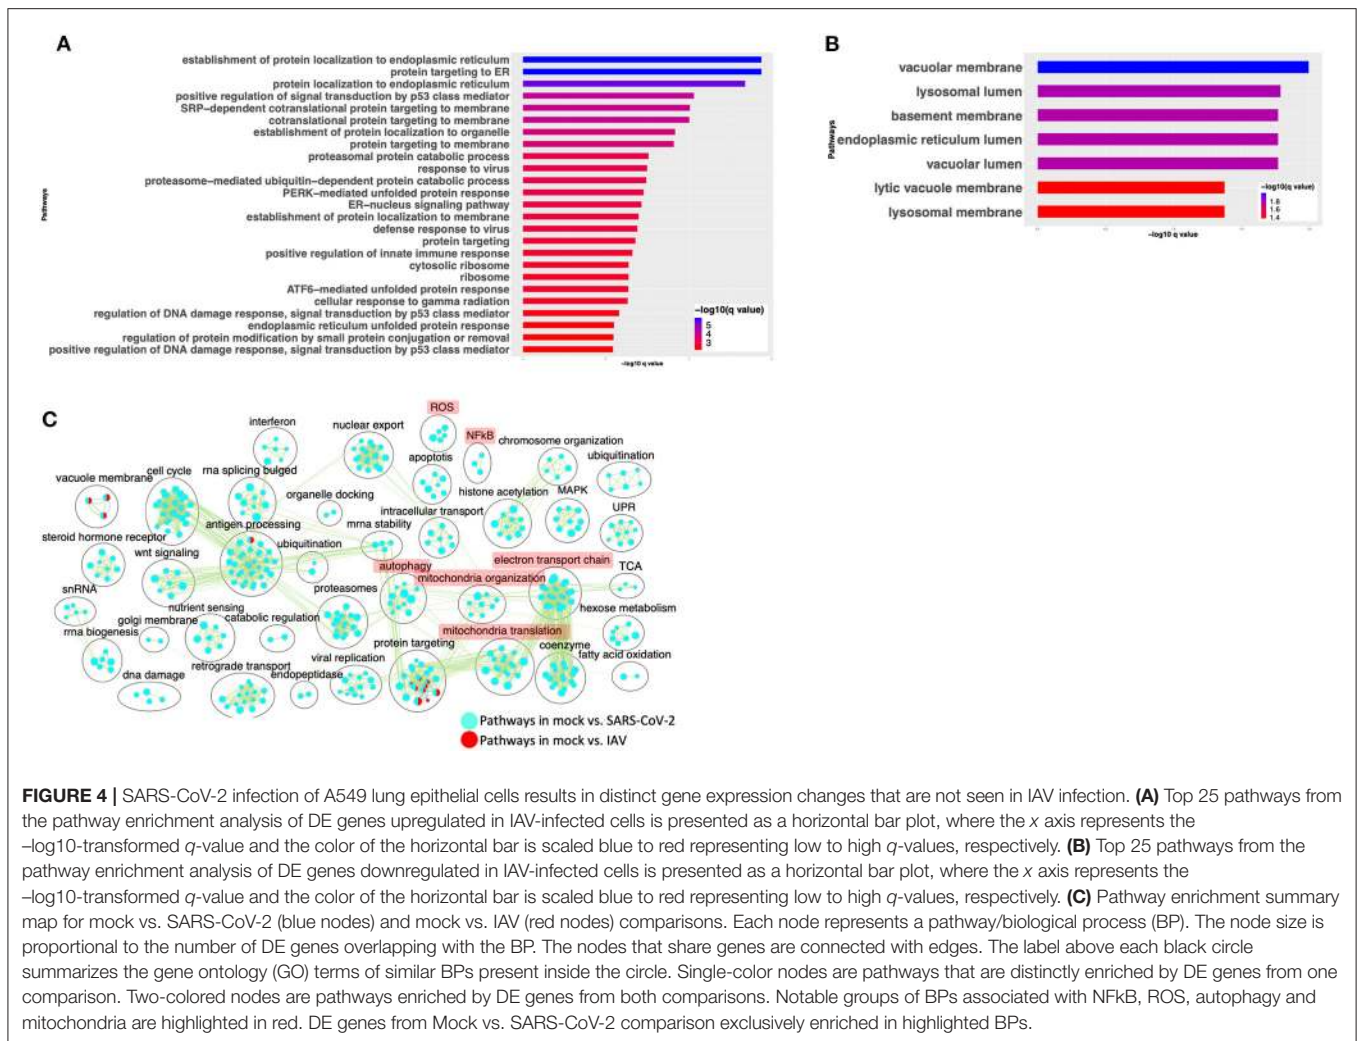 A
establishment of protein localization to endoplasmic reticulum
protein targeting to ER
protein localization to endoplasmic reticulum
positive regulation of signal transduction by p53 class mediator
SRP−dependent cotranslational protein targeting to membrane
cotranslational protein targeting to membrane
establishment of protein localization to organelle
protein targeting to membrane
proteasomal protein catabolic process
response to virus
proteasome−mediated ubiquitin−dependent protein catabolic process
PERK−mediated unfolded protein response
ER−nucleus signaling pathway
establishment of protein localization to membrane
defense response to virus
protein targeting
positive regulation of innate immune response
cytosolic ribosome
ribosome
ATF6−mediated unfolded protein response
cellular response to gamma radiation
regulation of DNA damage response, signal transduction by p53 class mediator
endoplasmic reticulum unfolded protein response
regulation of protein modification by small protein conjugation or removal
positive regulation of DNA damage response, signal transduction by p53 class mediator
Pathways
−log10 q value
−log10(q value)
5
4
3
B
vacuolar membrane
lysosomal lumen
basement membrane
endoplasmic reticulum lumen
vacuolar lumen
lytic vacuole membrane
lysosomal membrane
Pathways
−log10 q value
−log10(q value)
1.8
1.6
1.4
C
ROS
interferon
nuclear export
NFkB
chromosome organization
apoptotis
ubiquitination
vacuole membrane
cell cycle
rna splicing bulged
organelle docking
histone acetylation
MAPK
intracellular transport
UPR
antigen processing
mrna stability
steroid hormone receptor
wnt signaling
ubiquitination
electron transport chain
autophagy
TCA
mitochondria organization
snRNA
proteasomes
nutrient sensing
hexose metabolism
golgi membrane
catabolic regulation
rna biogenesis
mitochondria translation
protein targeting
coenzyme
fatty acid oxidation
viral replication
retrograde transport
endopeptidase
dna damage
Pathways in mock vs. SARS-CoV-2
Pathways in mock vs. IAV
FIGURE 4 | SARS-CoV-2 infection of A549 lung epithelial cells results in distinct gene expression changes that are not seen in IAV infection. (A) Top 25 pathways from
the pathway enrichment analysis of DE genes upregulated in IAV-infected cells is presented as a horizontal bar plot, where the x axis represents the
–log10-transformed q-value and the color of the horizontal bar is scaled blue to red representing low to high q-values, respectively. (B) Top 25 pathways from the
pathway enrichment analysis of DE genes downregulated in IAV-infected cells is presented as a horizontal bar plot, where the x axis represents the
–log10-transformed q-value and the color of the horizontal bar is scaled blue to red representing low to high q-values, respectively. (C) Pathway enrichment summary
map for mock vs. SARS-CoV-2 (blue nodes) and mock vs. IAV (red nodes) comparisons. Each node represents a pathway/biological process (BP). The node size is
proportional to the number of DE genes overlapping with the BP. The nodes that share genes are connected with edges. The label above each black circle
summarizes the gene ontology (GO) terms of similar BPs present inside the circle. Single-color nodes are pathways that are distinctly enriched by DE genes from one
comparison. Two-colored nodes are pathways enriched by DE genes from both comparisons. Notable groups of BPs associated with NFkB, ROS, autophagy and
mitochondria are highlighted in red. DE genes from Mock vs. SARS-CoV-2 comparison exclusively enriched in highlighted BPs.